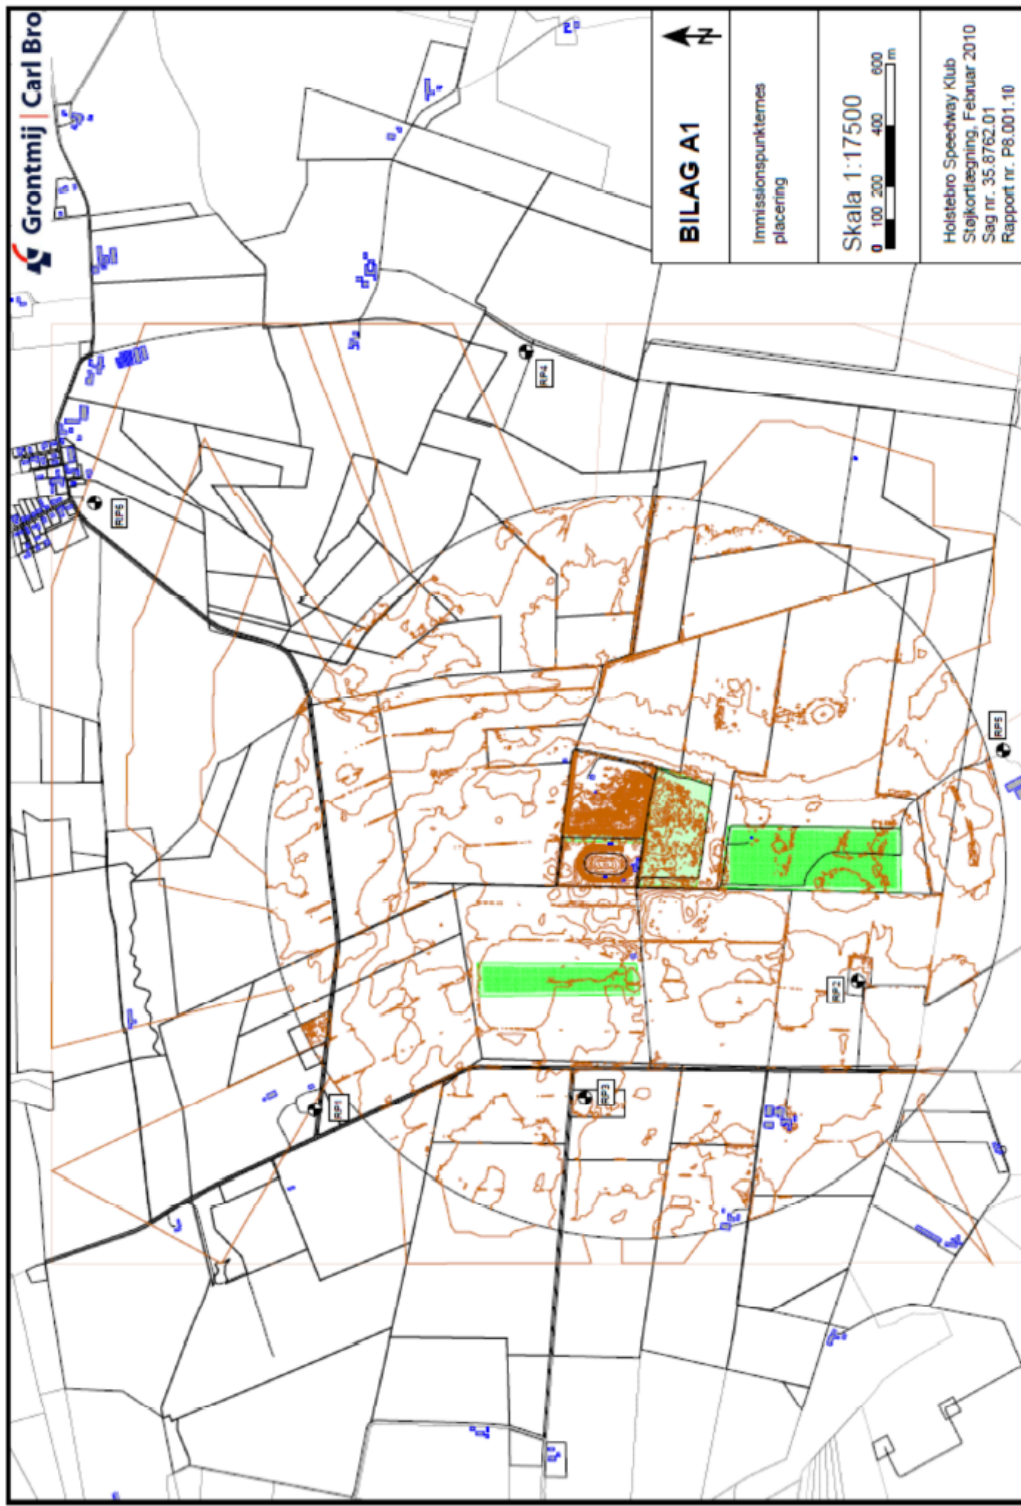 Grontmij | Carl Bro
BILAG A1
N
Immissionspunkternes
placering
Skala 1:17500
0 100 200 400 600
m
Holstebro Speedway Klub
Støjkortlægning, Februar 2010
Sag nr. 35.8762.01
Rapport nr. P8.001.10
RP6
RP4
RP5
RP2
RP3
RP1